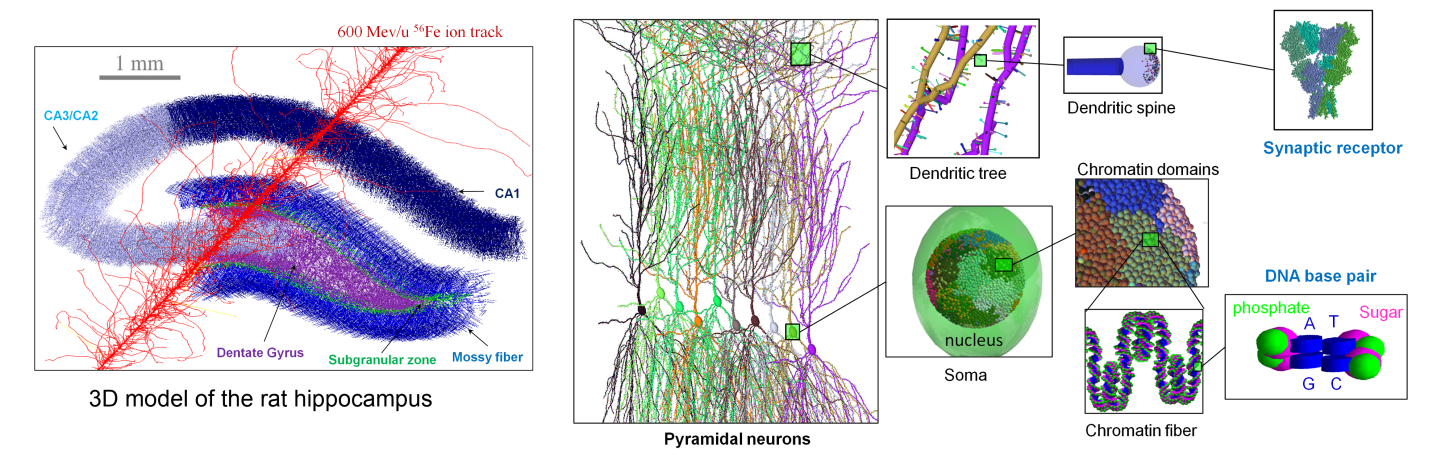 600 Mev/u ⁵⁶Fe ion track
1 mm
CA3/CA2
CA1
Dentate Gyrus
Subgranular zone
Mossy fiber
3D model of the rat hippocampus
Pyramidal neurons
Dendritic tree
Dendritic spine
Synaptic receptor
nucleus
Soma
Chromatin domains
Chromatin fiber
DNA base pair
phosphate
Sugar
A T
G C